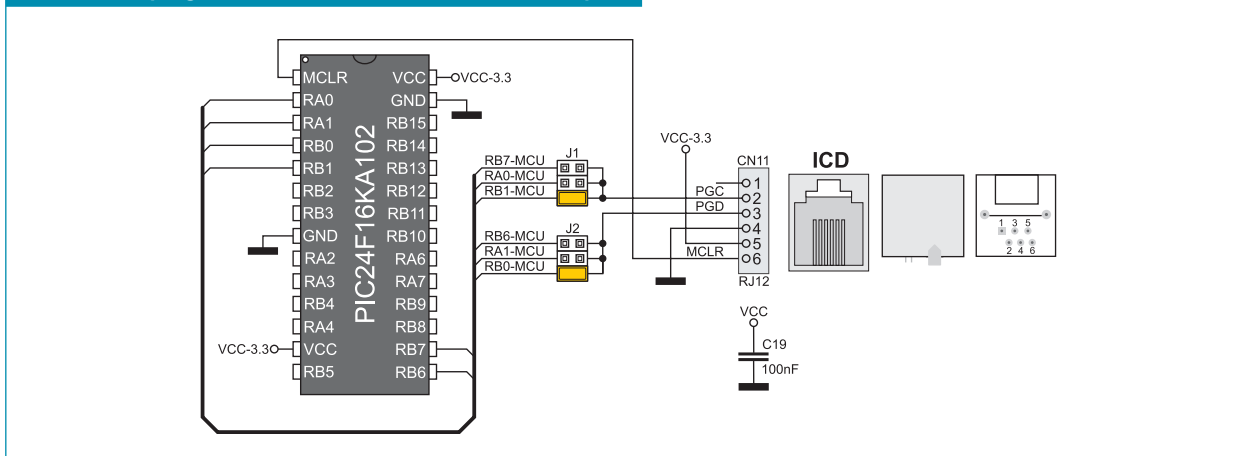 MCLR
RA0
RA1
RB0
RB1
RB2
RB3
GND
RA2
RA3
RB4
RA4
VCC
RB5
VCC-3.3
PIC24F16KA102
VCC
GND
RB15
RB14
RB13
RB12
RB11
RB10
RA6
RA7
RB9
RB8
RB7
RB6
VCC-3.3
J1
RB7-MCU
RA0-MCU
RB1-MCU
J2
RB6-MCU
RA1-MCU
RB0-MCU
VCC-3.3
PGC
PGD
MCLR
CN11
1
2
3
4
5
6
RJ12
ICD
1 3 5
2 4 6
VCC
C19
100nF